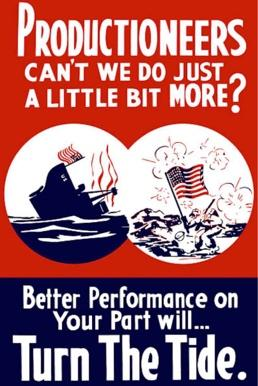 PRODUCTIONEERS
CAN'T WE DO JUST
A LITTLE BIT MORE?
Better Performance on
Your Part will...
Turn The Tide.